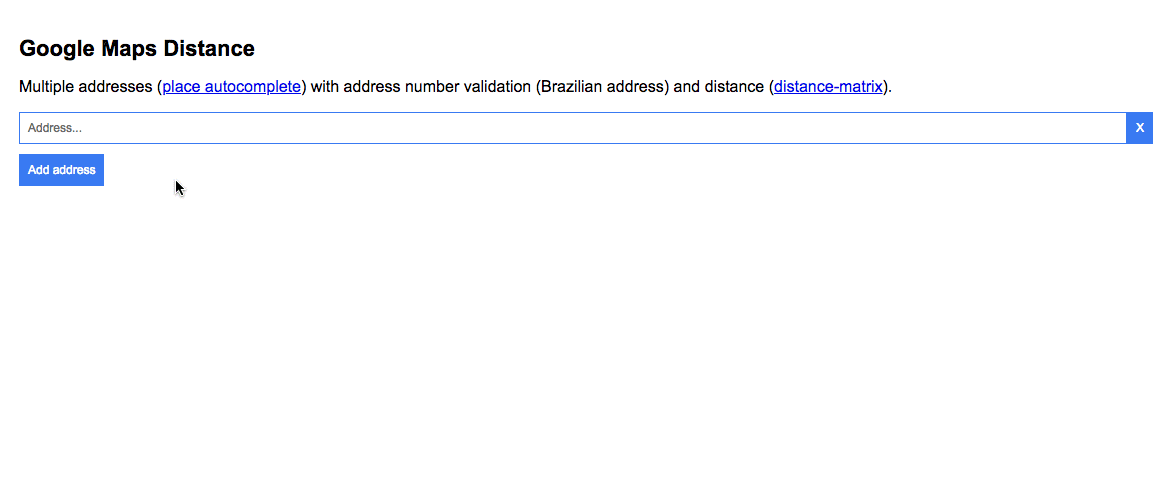 Google Maps Distance
Multiple addresses (place autocomplete) with address number validation (Brazilian address) and distance (distance-matrix).
Address...
X
Add address